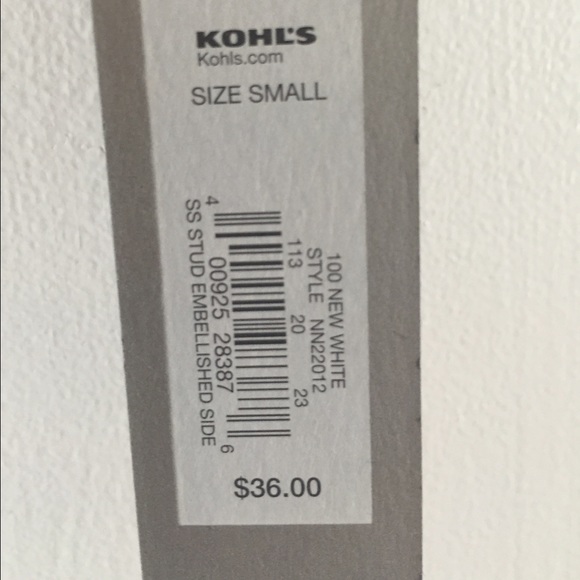 KOHL'S
Kohls.com
SIZE SMALL
100 NEW WHITE
STYLE NN22012
113 20 23
4 00925 28387 6
SS STUD EMBELLISHED SIDE
$36.00